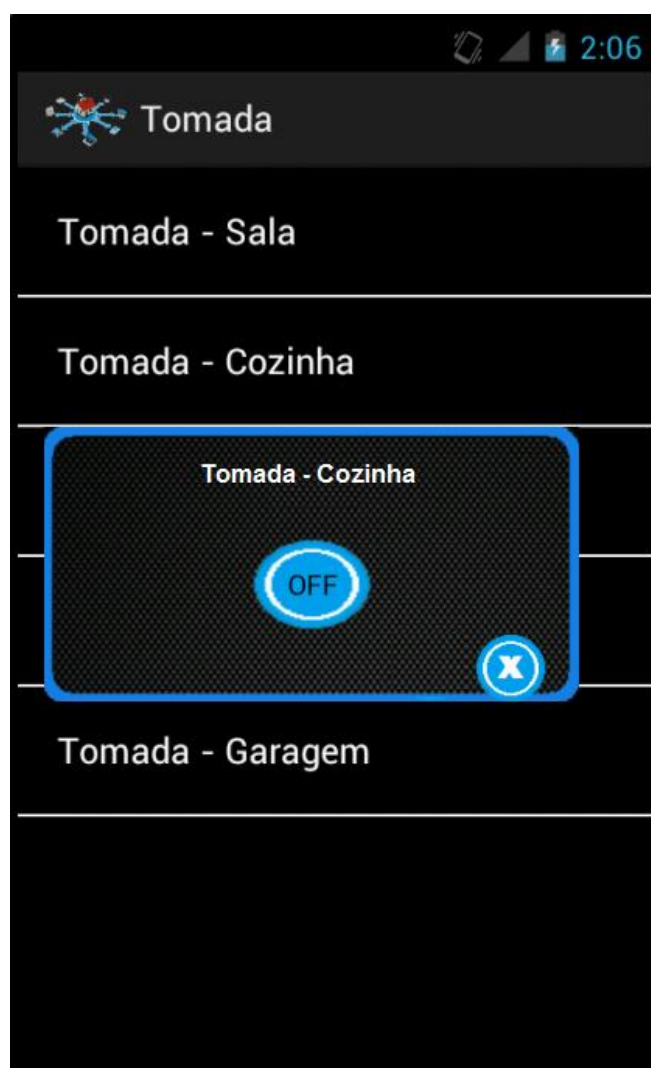 2:06
Tomada
Tomada - Sala
Tomada - Cozinha
Tomada - Cozinha
OFF
X
Tomada - Garagem